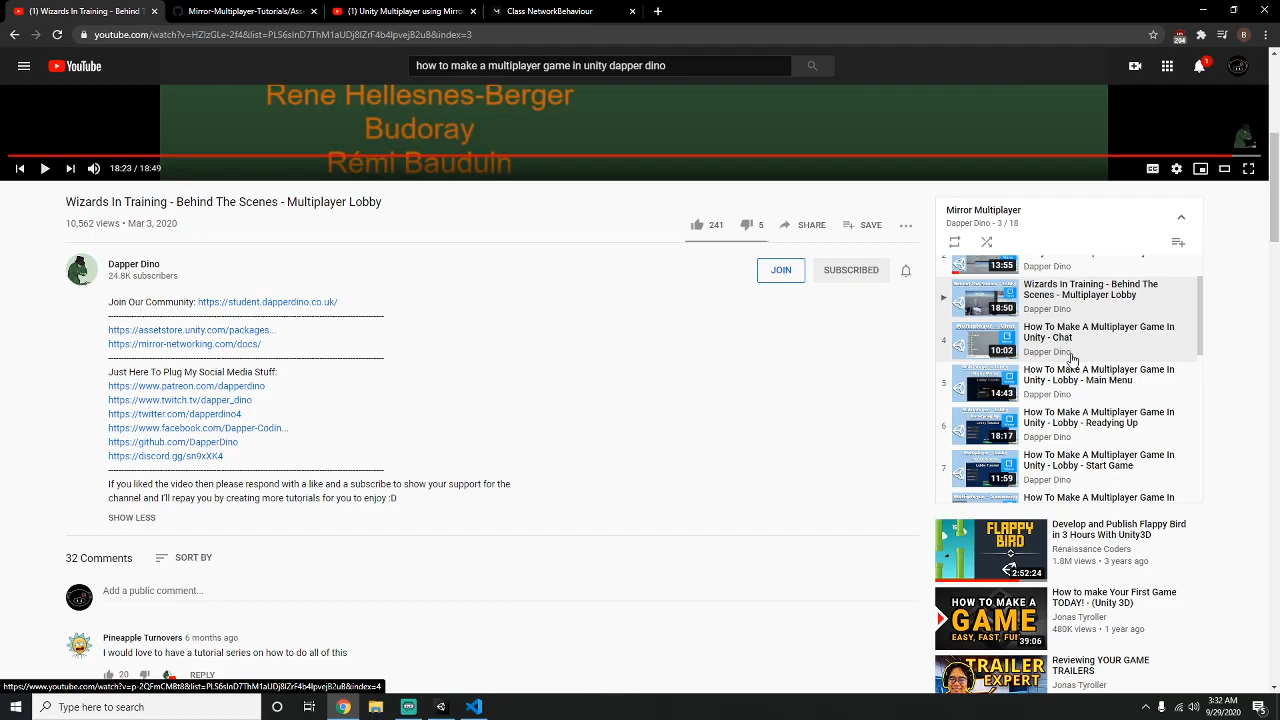 (1) Wizards In Training - Behind T
Mirror-Multiplayer-Tutorials/Ass
(1) Unity Multiplayer using Mirror
Class NetworkBehaviour
youtube.com/watch?v=HZIzGLe-2f4&list=PLS6sInD7ThM1aUDj8lZrF4b4lpvejB2uB&index=3
204
B
YouTube
how to make a multiplayer game in unity dapper dino
1
Rene Hellesnes-Berger
Budoray
Rémi Bauduin
18:23 / 18:49
CC
Wizards In Training - Behind The Scenes - Multiplayer Lobby
10,562 views • Mar 3, 2020
241
5
SHARE
SAVE
Dapper Dino
24.8K subscribers
JOIN
SUBSCRIBED
Join Our Community: https://student.dapperdino.co.uk/
https://assetstore.unity.com/packages...
https://mirror-networking.com/docs/
Just Here To Plug My Social Media Stuff:
https://www.patreon.com/dapperdino
https://www.twitch.tv/dapper_dino
https://twitter.com/dapperdino4
https://www.facebook.com/Dapper-Codin...
https://github.com/DapperDino
https://discord.gg/sn9xXK4
If you liked the video then please respond with a like and a subscribe to show your support for the
channel and I'll repay you by creating more tutorials for you to enjoy :D
SHOW LESS
32 Comments
SORT BY
Add a public comment...
Pineapple Turnovers 6 months ago
I would love to have a tutorial series on how to do all of this
20
REPLY
Mirror Multiplayer
Dapper Dino - 3 / 18
13:55
Dapper Dino
18:50
Wizards In Training - Behind The
Scenes - Multiplayer Lobby
Dapper Dino
4
10:02
How To Make A Multiplayer Game In
Unity - Chat
Dapper Dino
5
14:43
How To Make A Multiplayer Game In
Unity - Lobby - Main Menu
Dapper Dino
6
18:17
How To Make A Multiplayer Game In
Unity - Lobby - Readying Up
Dapper Dino
7
11:59
How To Make A Multiplayer Game In
Unity - Lobby - Start Game
Dapper Dino
How To Make A Multiplayer Game In
FLAPPY
BIRD
2:52:24
Develop and Publish Flappy Bird
in 3 Hours With Unity3D
Renaissance Coders
1.8M views • 3 years ago
HOW TO MAKE A
GAME
EASY, FAST, FUN
39:06
How to make Your First Game
TODAY! - (Unity 3D)
Jonas Tyroller
480K views • 1 year ago
TRAILER
EXPERT
Reviewing YOUR GAME
TRAILERS
Jonas Tyroller
https://www.youtube.com/watch?v=p-2QFmCMBt8&list=PLS6sInD7ThM1aUDj8lZrF4b4lpvejB2uB&index=4
Type here to search
3:32 AM
9/29/2020